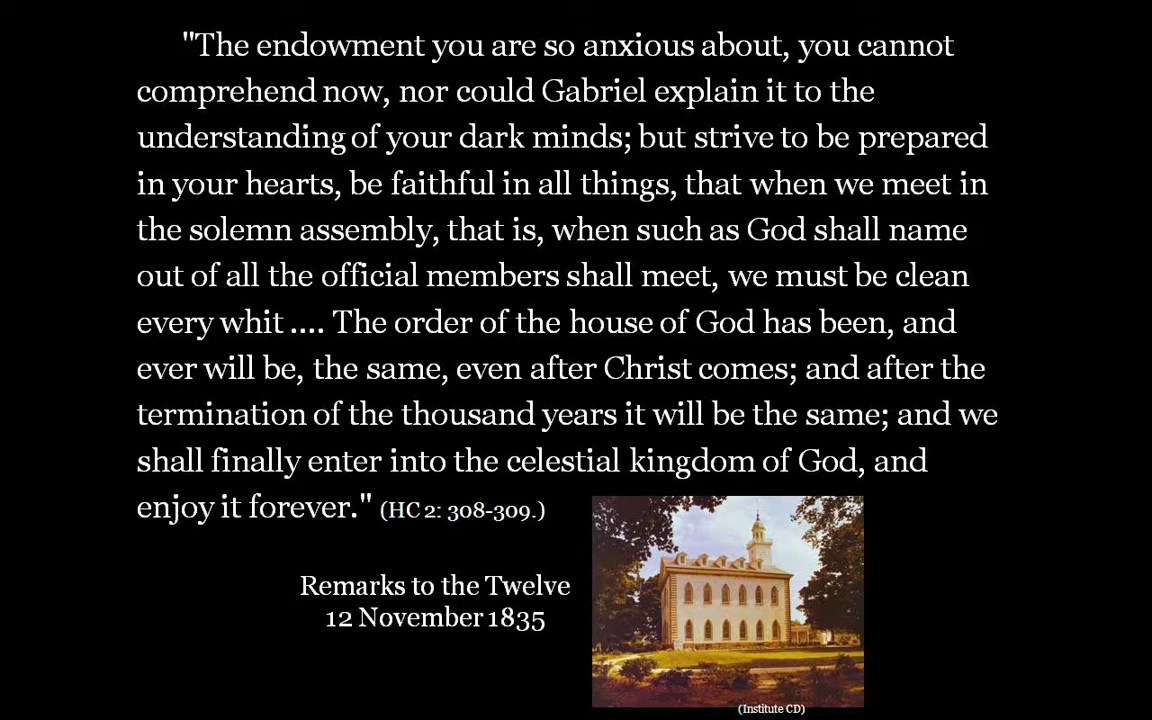 "The endowment you are so anxious about, you cannot
comprehend now, nor could Gabriel explain it to the
understanding of your dark minds; but strive to be prepared
in your hearts, be faithful in all things, that when we meet in
the solemn assembly, that is, when such as God shall name
out of all the official members shall meet, we must be clean
every whit .... The order of the house of God has been, and
ever will be, the same, even after Christ comes; and after the
termination of the thousand years it will be the same; and we
shall finally enter into the celestial kingdom of God, and
enjoy it forever." (HC 2: 308-309.)
Remarks to the Twelve
12 November 1835
(Institute CD)